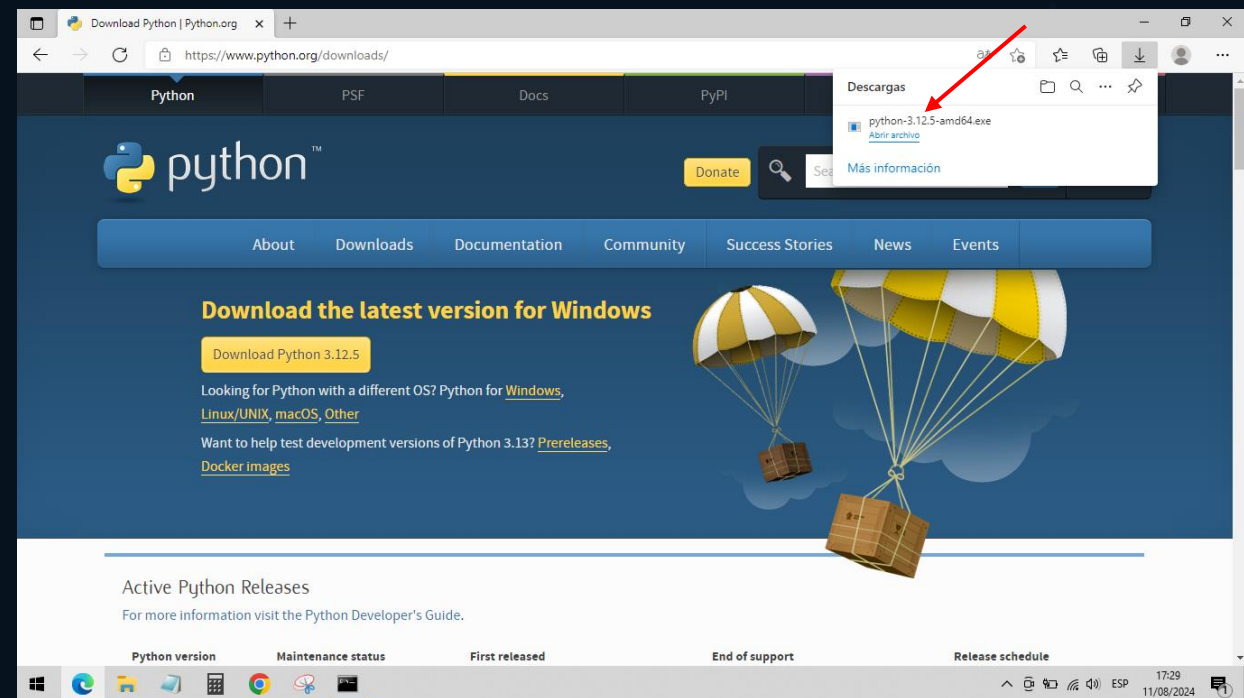 Download Python | Python.org
https://www.python.org/downloads/
Python PSF Docs PyPI
Descargas
python-3.12.5-amd64.exe
Abrir archivo
Más información
python™
Donate
About Downloads Documentation Community Success Stories News Events
Download the latest version for Windows
Download Python 3.12.5
Looking for Python with a different OS? Python for Windows,
Linux/UNIX, macOS, Other
Want to help test development versions of Python 3.13? Prereleases,
Docker images
Active Python Releases
For more information visit the Python Developer's Guide.
Python version Maintenance status First released End of support Release schedule
ESP
17:29
11/08/2024
1